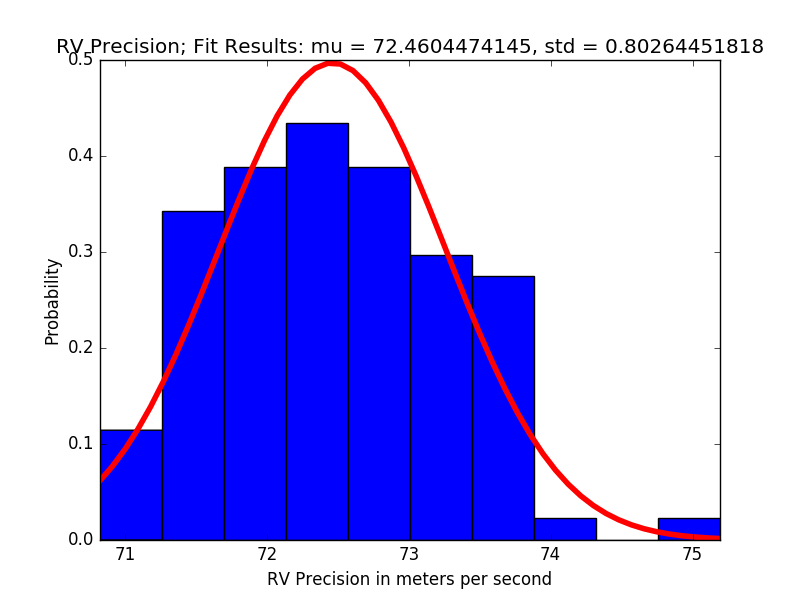 RV Precision; Fit Results: mu = 72.4604474145, std = 0.80264451818
0.5
0.4
0.3
0.2
0.1
0.0
Probability
71 72 73 74 75
RV Precision in meters per second